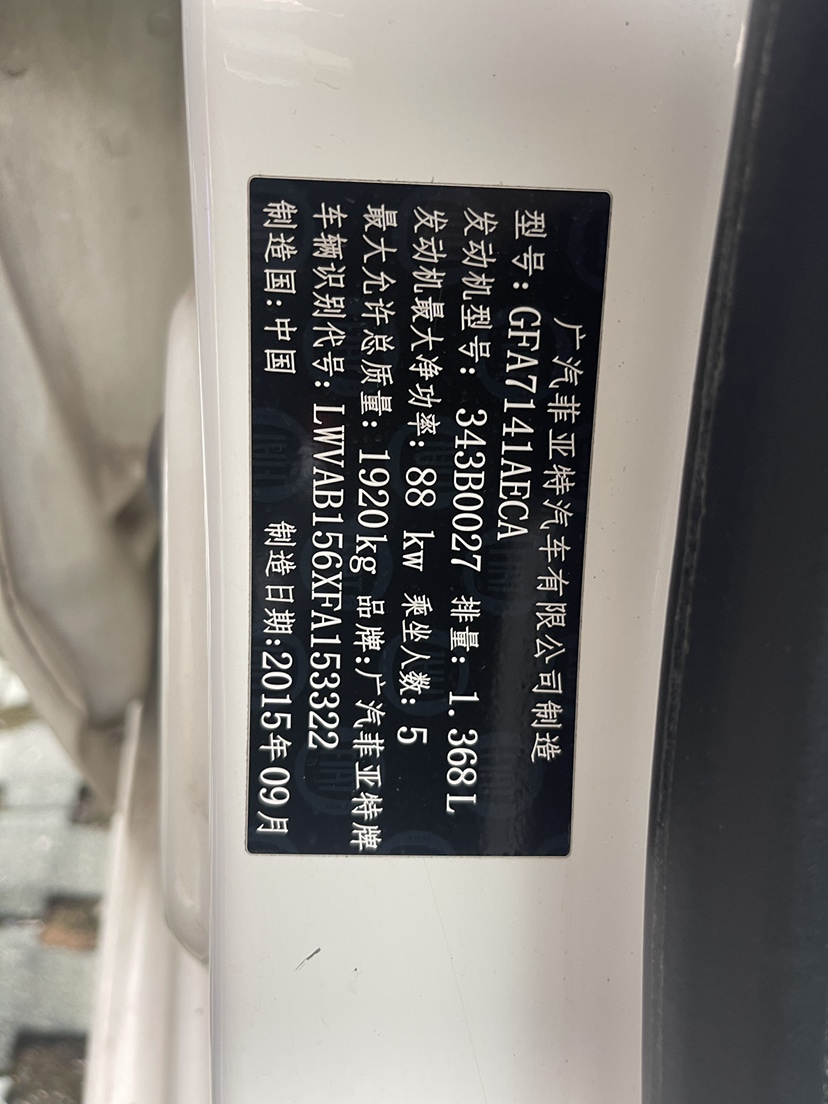 广汽菲亚特汽车有限公司制造
型号:GFA7141AECA
发动机型号: 343B0027 排量: 1.368L
发动机最大净功率: 88 kw 乘坐人数: 5
最大允许总质量: 1920kg 品牌:广汽菲亚特牌
车辆识别代号: LWVAB156XFA153322
制造国:中国 制造日期:2015年09月